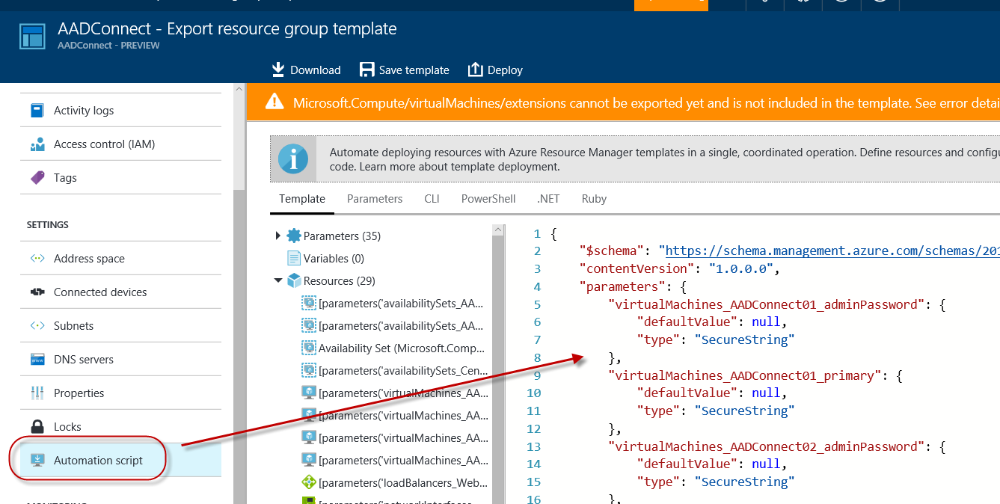 AADConnect - Export resource group template
AADConnect - PREVIEW
Download
Save template
Deploy
Activity logs
Access control (IAM)
Tags
SETTINGS
Address space
Connected devices
Subnets
DNS servers
Properties
Locks
Automation script
Microsoft.Compute/virtualMachines/extensions cannot be exported yet and is not included in the template. See error detai
Automate deploying resources with Azure Resource Manager templates in a single, coordinated operation. Define resources and configu
code. Learn more about template deployment.
Template
Parameters
CLI
PowerShell
.NET
Ruby
Parameters (35)
Variables (0)
Resources (29)
[parameters('availabilitySets_AA...
[parameters('availabilitySets_AA...
Availability Set (Microsoft.Comp...
[parameters('availabilitySets_Cen...
[parameters('virtualMachines_AA...
[parameters('virtualMachines_AA...
[parameters('virtualMachines_AA...
[parameters('virtualMachines_AA...
[parameters('loadBalancers_Web...
1 {
2 "$schema": "https://schema.management.azure.com/schemas/201
3 "contentVersion": "1.0.0.0",
4 "parameters": {
5 "virtualMachines_AADConnect01_adminPassword": {
6 "defaultValue": null,
7 "type": "SecureString"
8 },
9 "virtualMachines_AADConnect01_primary": {
10 "defaultValue": null,
11 "type": "SecureString"
12 },
13 "virtualMachines_AADConnect02_adminPassword": {
14 "defaultValue": null,
15 "type": "SecureString"
16 },